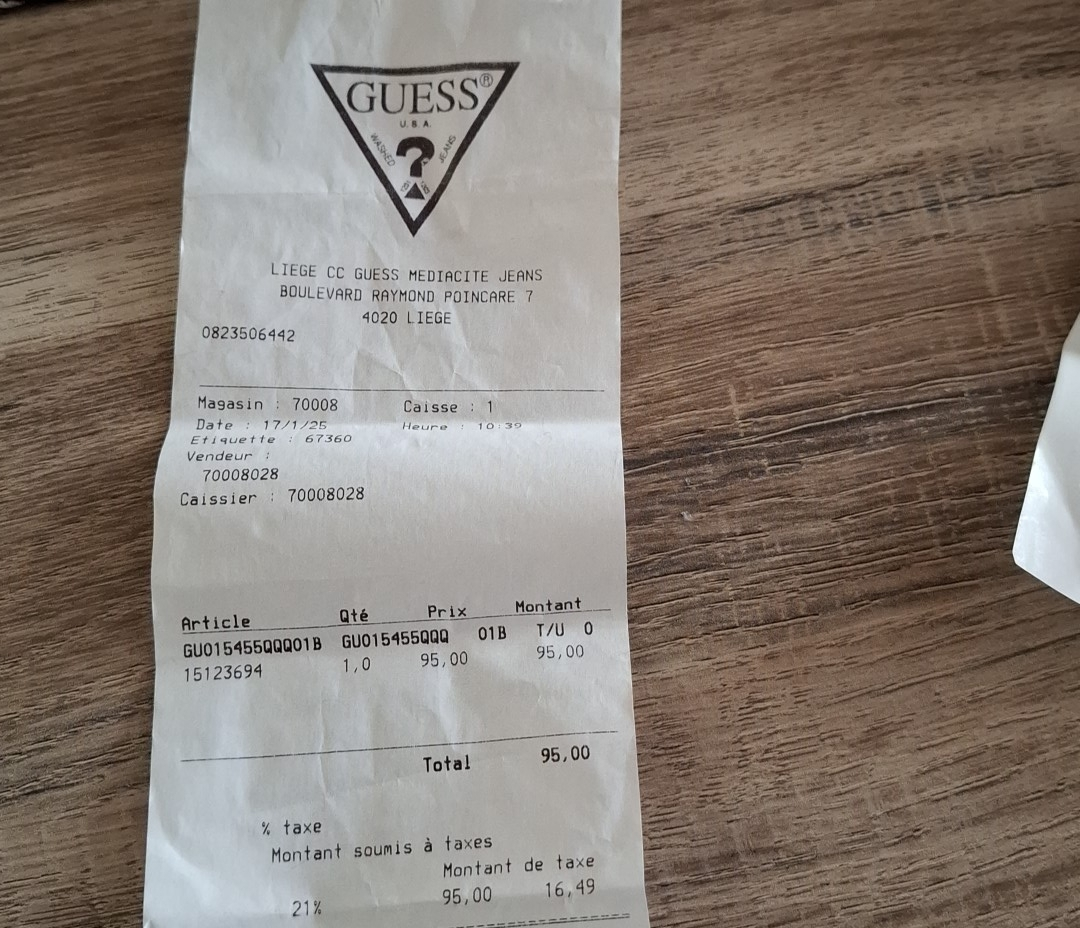 GUESS®
U.S.A.
WASHED ? JEANS
LIEGE CC GUESS MEDIACITE JEANS
BOULEVARD RAYMOND POINCARE 7
4020 LIEGE
0823506442
Magasin : 70008 Caisse : 1
Date : 17/1/25 Heure : 10:39
Etiquette : 67360
Vendeur :
70008028
Caissier : 70008028
Article Qté Prix Montant
GU015455QQQ01B GU015455QQQ 01B T/U 0
15123694 1,0 95,00 95,00
Total 95,00
% taxe
Montant soumis à taxes
Montant de taxe
21% 95,00 16,49